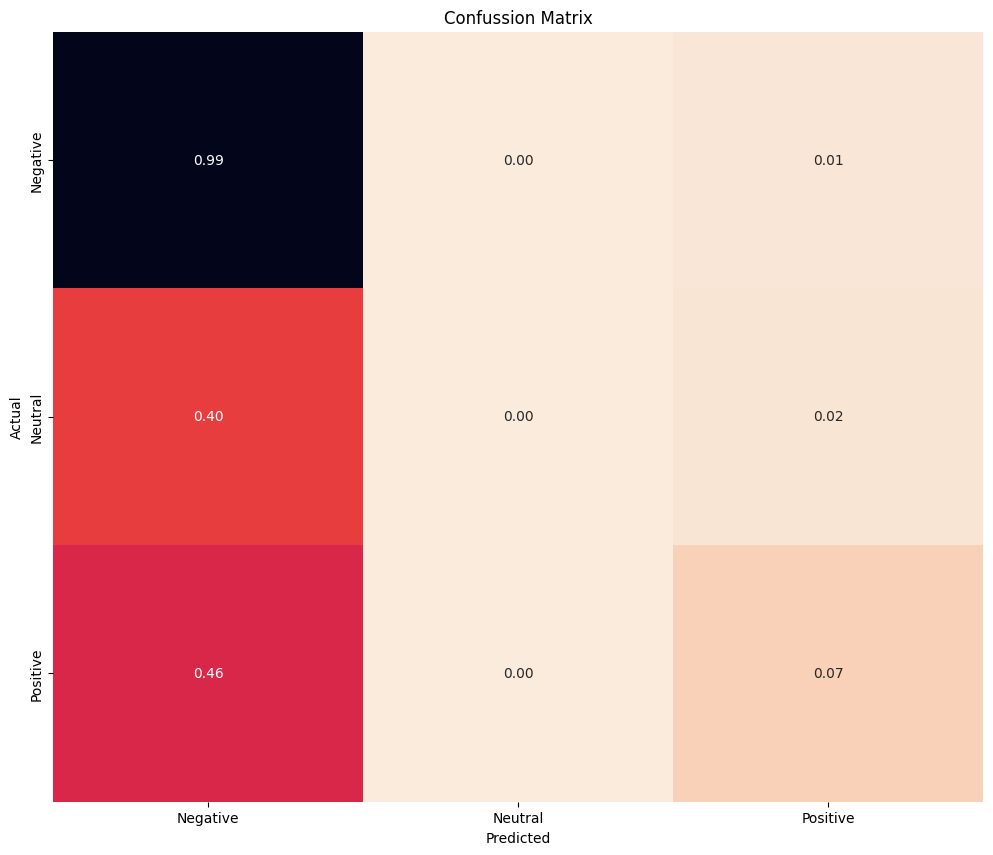 Confussion Matrix
Negative
0.99
0.00
0.01
Actual
Neutral
0.40
0.00
0.02
Positive
0.46
0.00
0.07
Negative
Neutral
Positive
Predicted